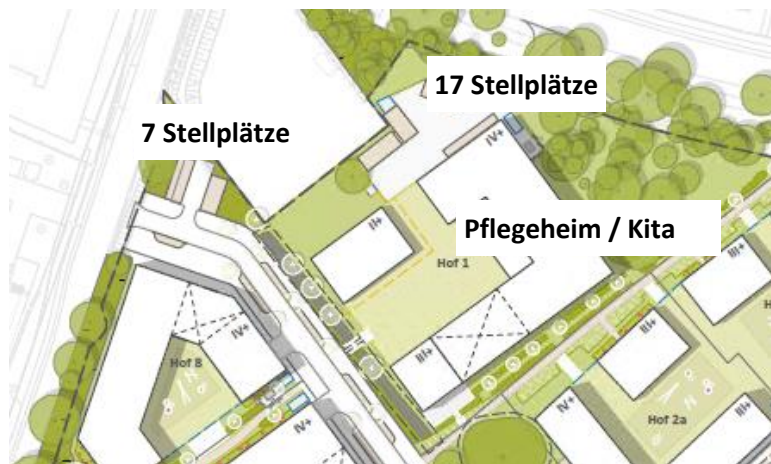 17 Stellplätze
7 Stellplätze
IV+
Pflegeheim / Kita
II+
Hof 1
III+
III+
III+
Hof 8
IV+
IV+
IV+
Hof 2a
III+
H